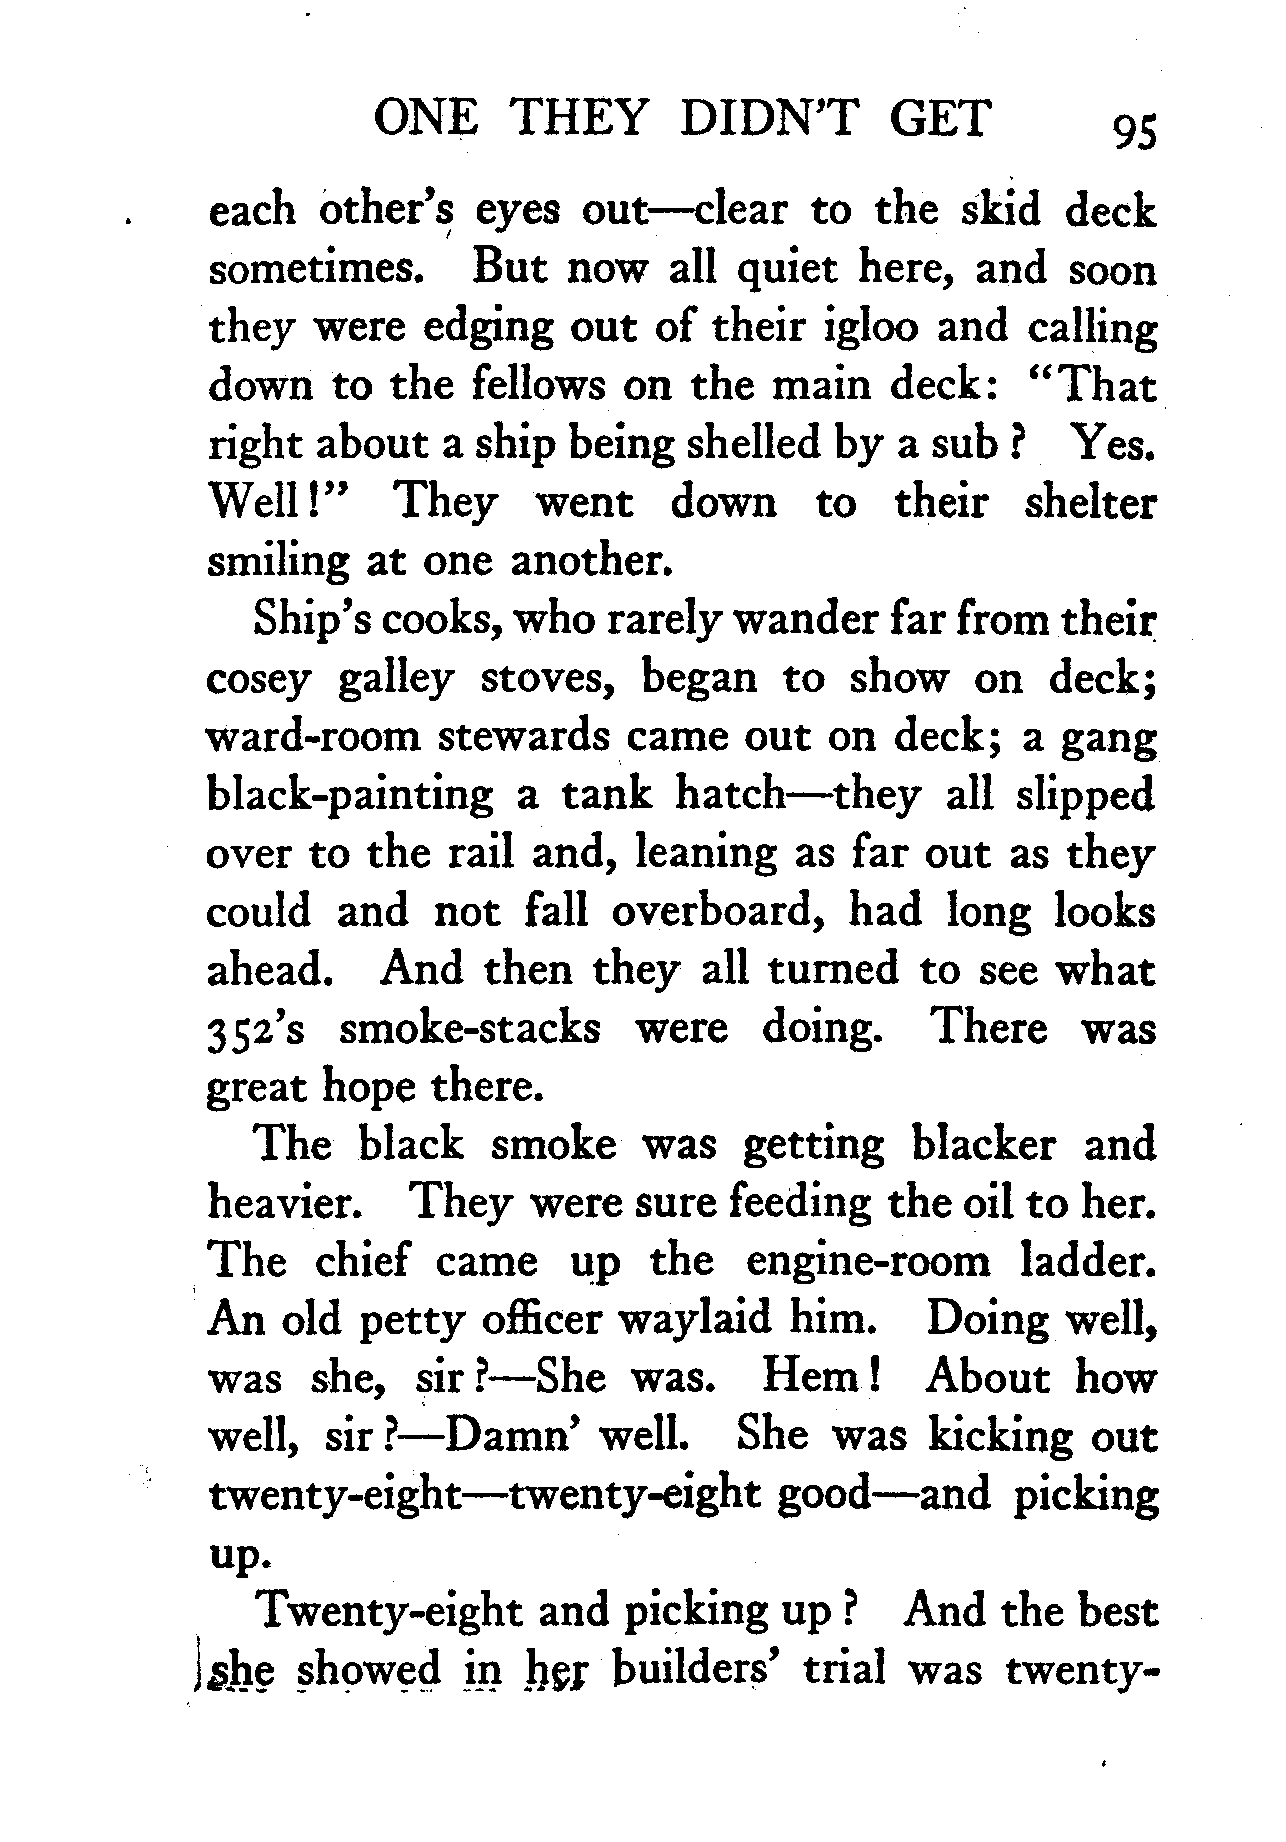 ONE THEY DIDN'T GET 95
each other's eyes out—clear to the skid deck
sometimes. But now all quiet here, and soon
they were edging out of their igloo and calling
down to the fellows on the main deck: "That
right about a ship being shelled by a sub? Yes.
Well!" They went down to their shelter
smiling at one another.
Ship's cooks, who rarely wander far from their
cosey galley stoves, began to show on deck;
ward-room stewards came out on deck; a gang
black-painting a tank hatch—they all slipped
over to the rail and, leaning as far out as they
could and not fall overboard, had long looks
ahead. And then they all turned to see what
352's smoke-stacks were doing. There was
great hope there.
The black smoke was getting blacker and
heavier. They were sure feeding the oil to her.
The chief came up the engine-room ladder.
An old petty officer waylaid him. Doing well,
was she, sir?—She was. Hem! About how
well, sir?—Damn' well. She was kicking out
twenty-eight—twenty-eight good—and picking
up.
Twenty-eight and picking up? And the best
she showed in her builders' trial was twenty-